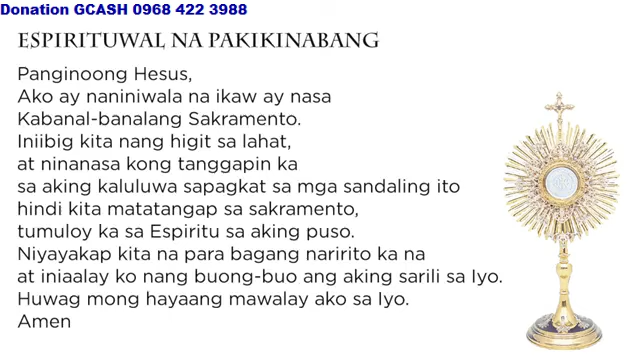 Donation GCASH 0968 422 3988
ESPIRITUWAL NA PAKIKINABANG
Panginoong Hesus,
Ako ay naniniwala na ikaw ay nasa
Kabanal-banalang Sakramento.
Iniibig kita nang higit sa lahat,
at ninanasa kong tanggapin ka
sa aking kaluluwa sapagkat sa mga sandaling ito
hindi kita matatangap sa sakramento,
tumuloy ka sa Espiritu sa aking puso.
Niyayakap kita na para bagang naririto ka na
at iniaalay ko nang buong-buo ang aking sarili sa Iyo.
Huwag mong hayaang mawalay ako sa Iyo.
Amen